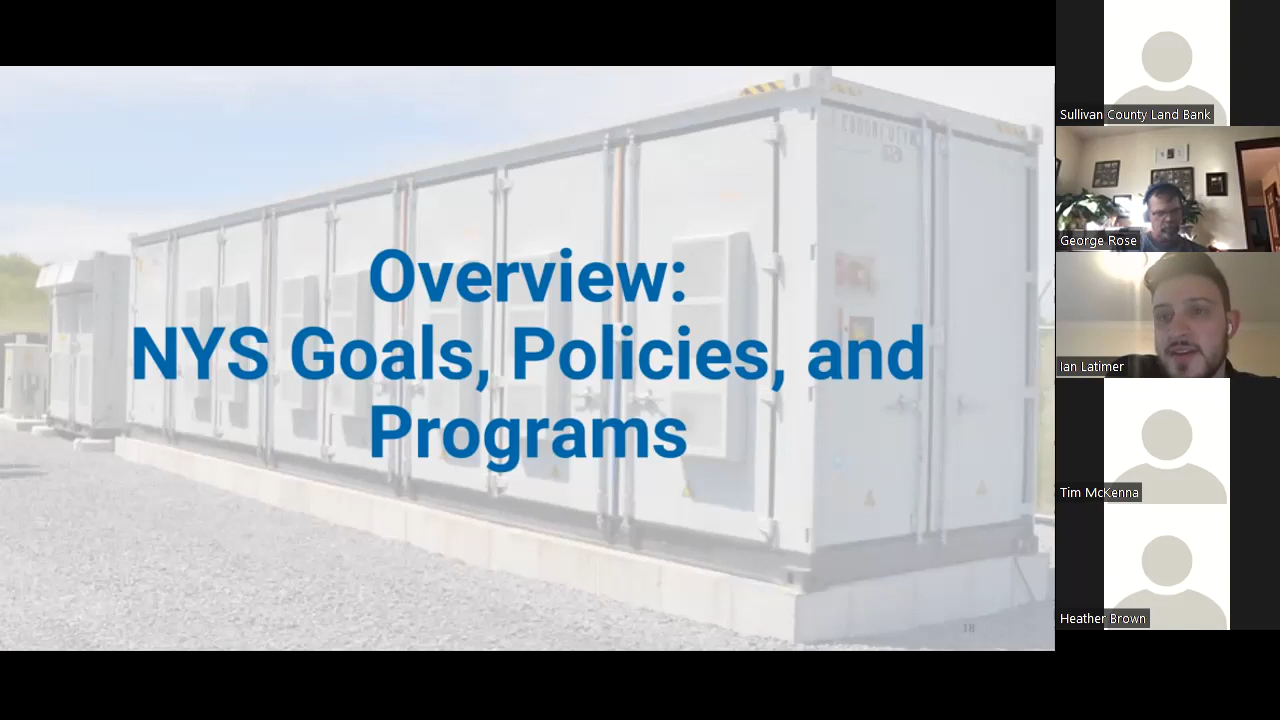 Overview:
NYS Goals, Policies, and
Programs
18
Sullivan County Land Bank
George Rose
Ian Latimer
Tim McKenna
Heather Brown